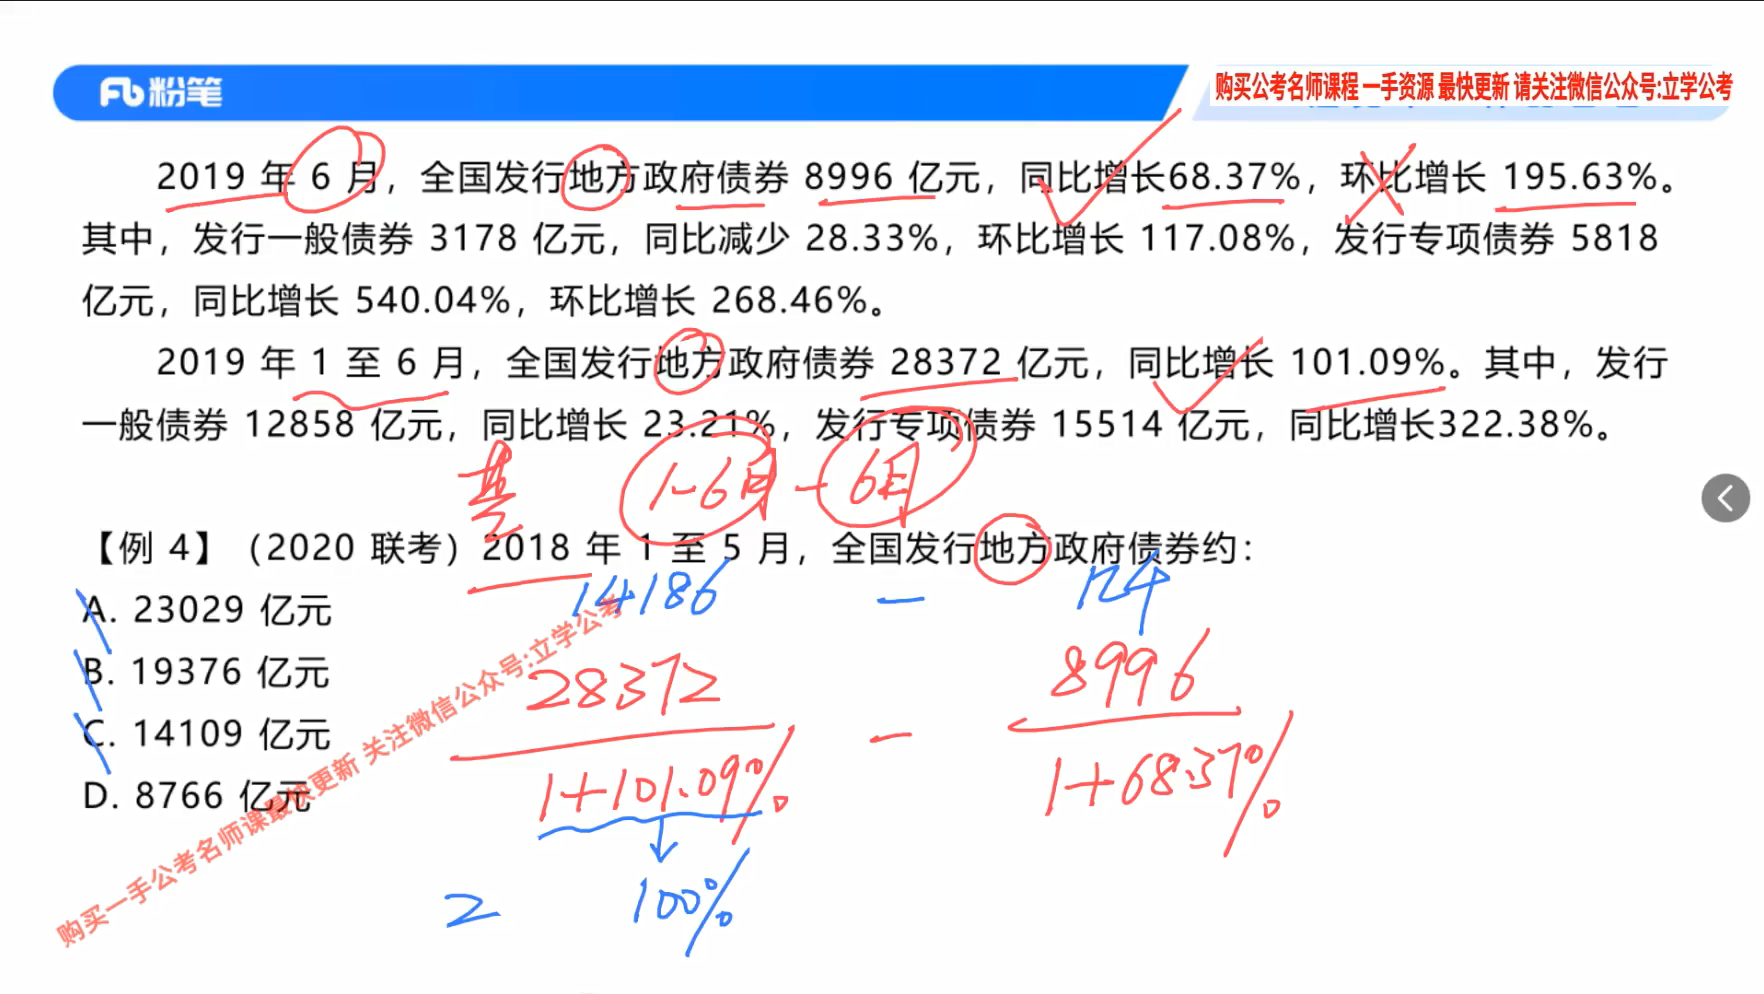 粉笔
购买公考名师课程 一手资源 最快更新 请关注微信公众号:立学公考
2019 年 6 月，全国发行地方政府债券 8996 亿元，同比增长68.37%，环比增长 195.63%。
其中，发行一般债券 3178 亿元，同比减少 28.33%，环比增长 117.08%，发行专项债券 5818
亿元，同比增长 540.04%，环比增长 268.46%。
2019 年 1 至 6 月，全国发行地方政府债券 28372 亿元，同比增长 101.09%。其中，发行
一般债券 12858 亿元，同比增长 23.21%，发行专项债券 15514 亿元，同比增长322.38%。
基 1-6月 - 6月
【例 4】（2020 联考）2018 年 1 至 5 月，全国发行地方政府债券约：
14186 -
A. 23029 亿元
28372 - 8996
B. 19376 亿元
C. 14109 亿元
1+101.09% 1+68.37%
D. 8766 亿元
2 100%
购买一手公考名师课最快更新 关注微信公众号:立学公考